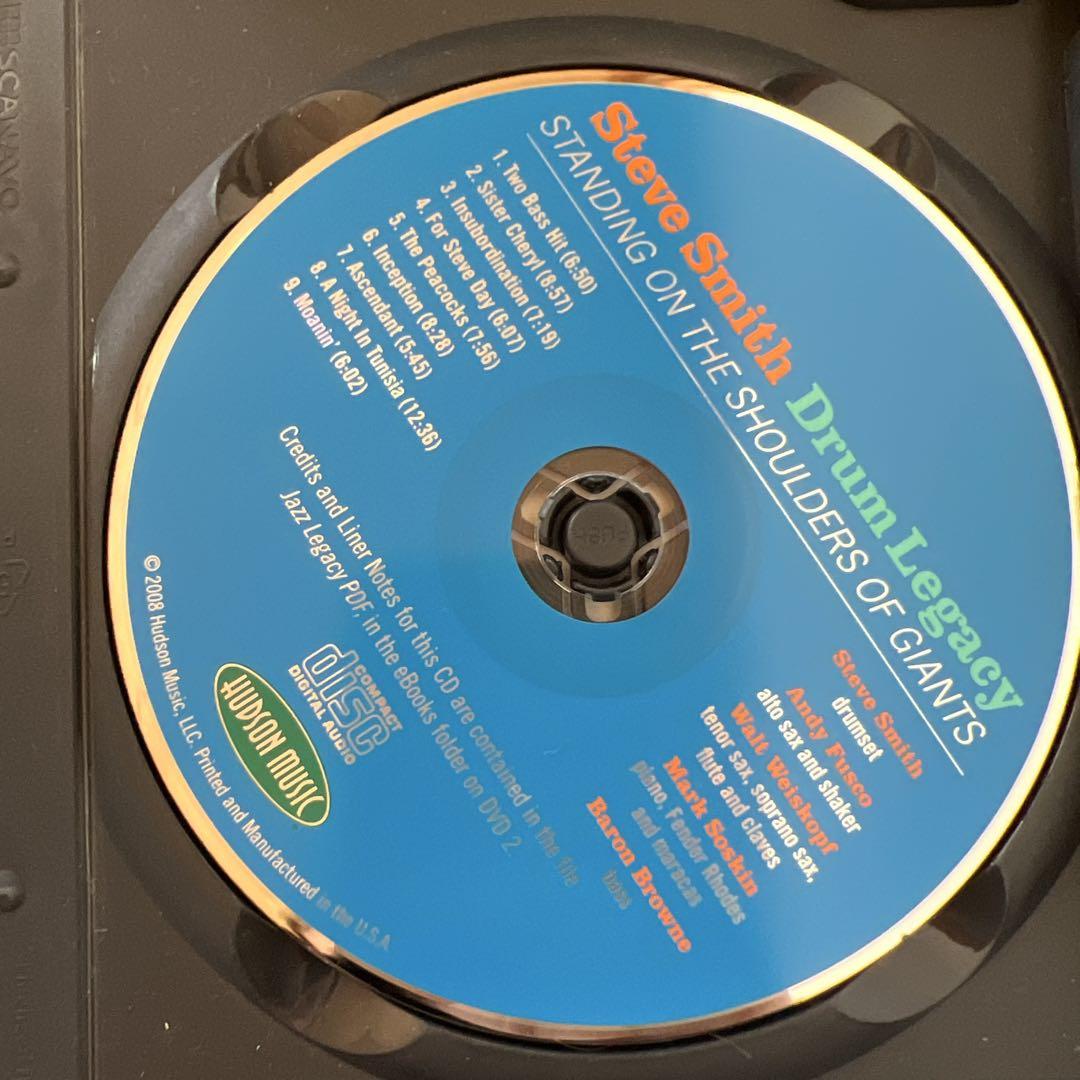 Steve Smith Drum Legacy
STANDING ON THE SHOULDERS OF GIANTS
1. Two Bass Hit (6:50)
2. Sister Cheryl (8:57)
3. Insubordination (7:19)
4. For Steve Day (6:07)
5. The Peacocks (7:56)
6. Inception (8:28)
7. Ascendant (5:45)
8. A Night In Tunisia (12:36)
9. Moanin' (6:02)
Steve Smith
drumset
Andy Fusco
alto sax and shaker
Walt Weiskopf
tenor sax, soprano sax,
flute and claves
Mark Soskin
piano, Fender Rhodes
and maracas
Baron Browne
bass
Credits and Liner Notes for this CD are contained in the file
Jazz Legacy PDF, in the eBooks folder on DVD 2.
COMPACT
disc
DIGITAL AUDIO
HUDSON MUSIC
© 2008 Hudson Music, LLC. Printed and Manufactured in the U.S.A.